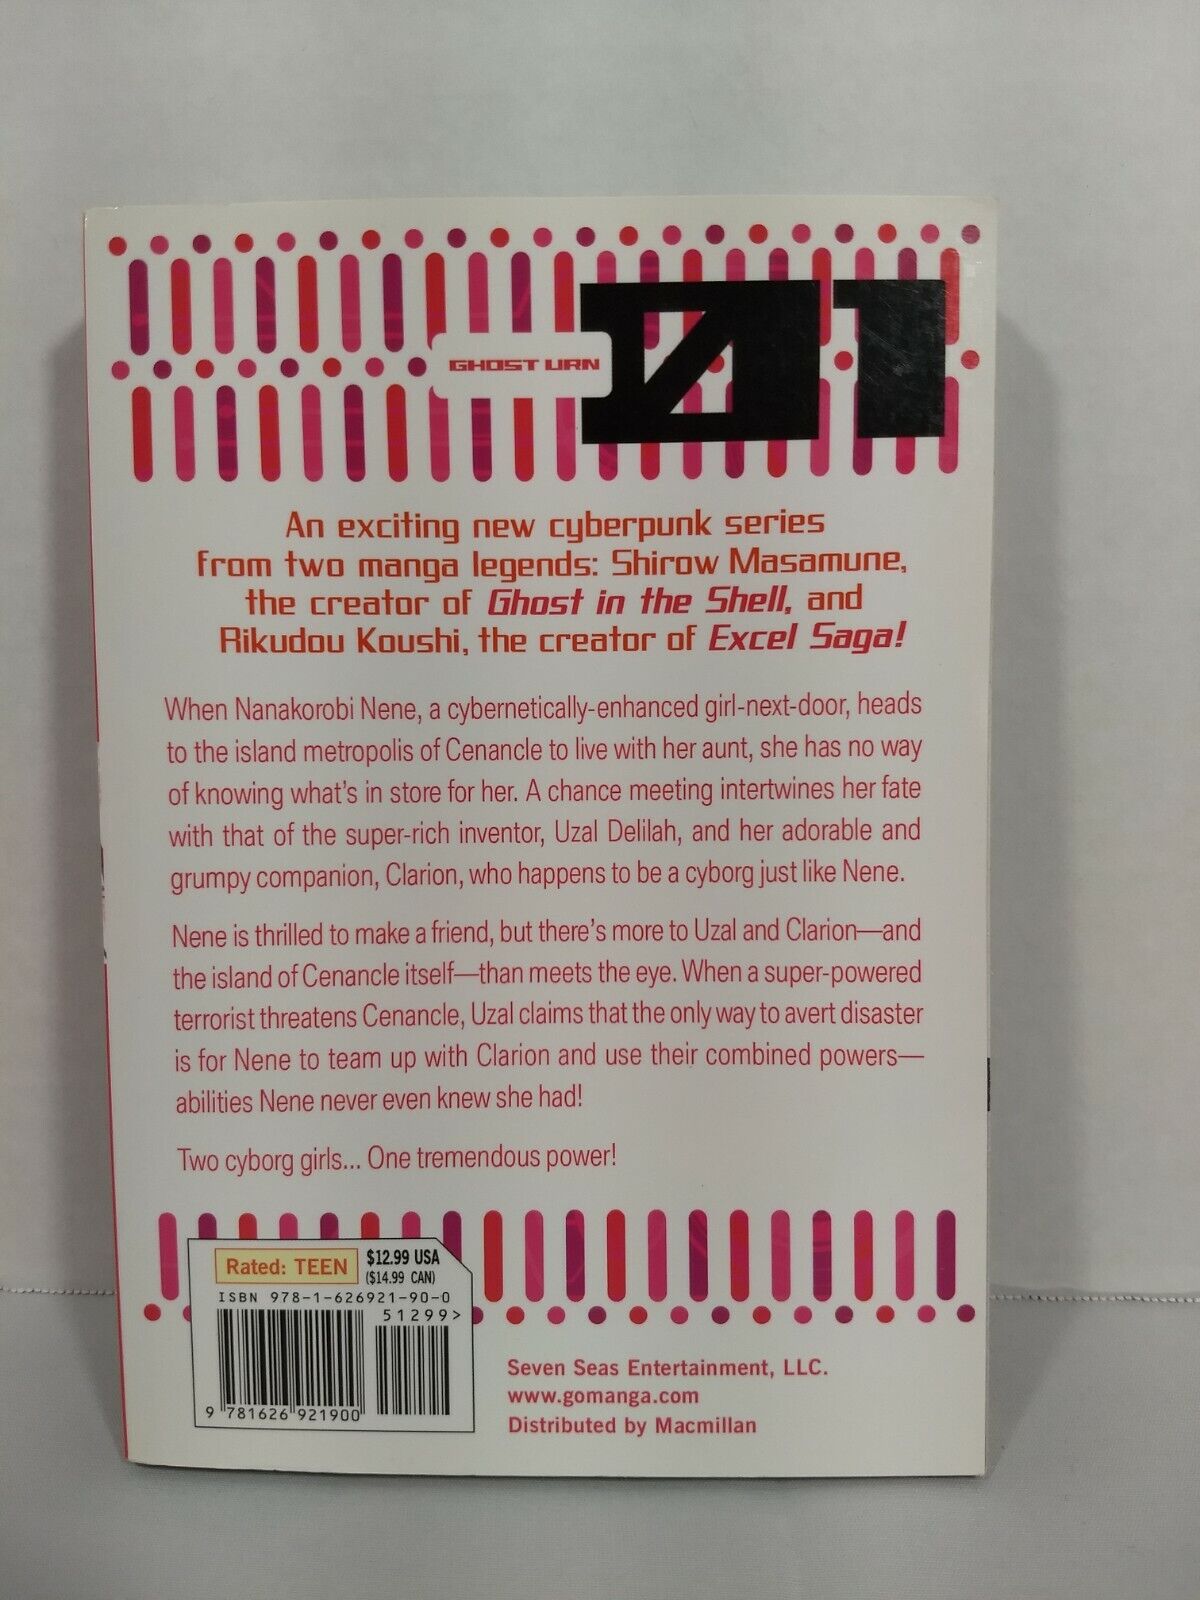 GHOST URN
01
An exciting new cyberpunk series
from two manga legends: Shirow Masamune,
the creator of Ghost in the Shell, and
Rikudou Koushi, the creator of Excel Saga!
When Nanakorobi Nene, a cybernetically-enhanced girl-next-door, heads
to the island metropolis of Cenancle to live with her aunt, she has no way
of knowing what's in store for her. A chance meeting intertwines her fate
with that of the super-rich inventor, Uzal Delilah, and her adorable and
grumpy companion, Clarion, who happens to be a cyborg just like Nene.
Nene is thrilled to make a friend, but there's more to Uzal and Clarion—and
the island of Cenancle itself—than meets the eye. When a super-powered
terrorist threatens Cenancle, Uzal claims that the only way to avert disaster
is for Nene to team up with Clarion and use their combined powers—
abilities Nene never even knew she had!
Two cyborg girls... One tremendous power!
Rated: TEEN
$12.99 USA
($14.99 CAN)
ISBN 978-1-626921-90-0
51299>
9 781626 921900
Seven Seas Entertainment, LLC.
www.gomanga.com
Distributed by Macmillan